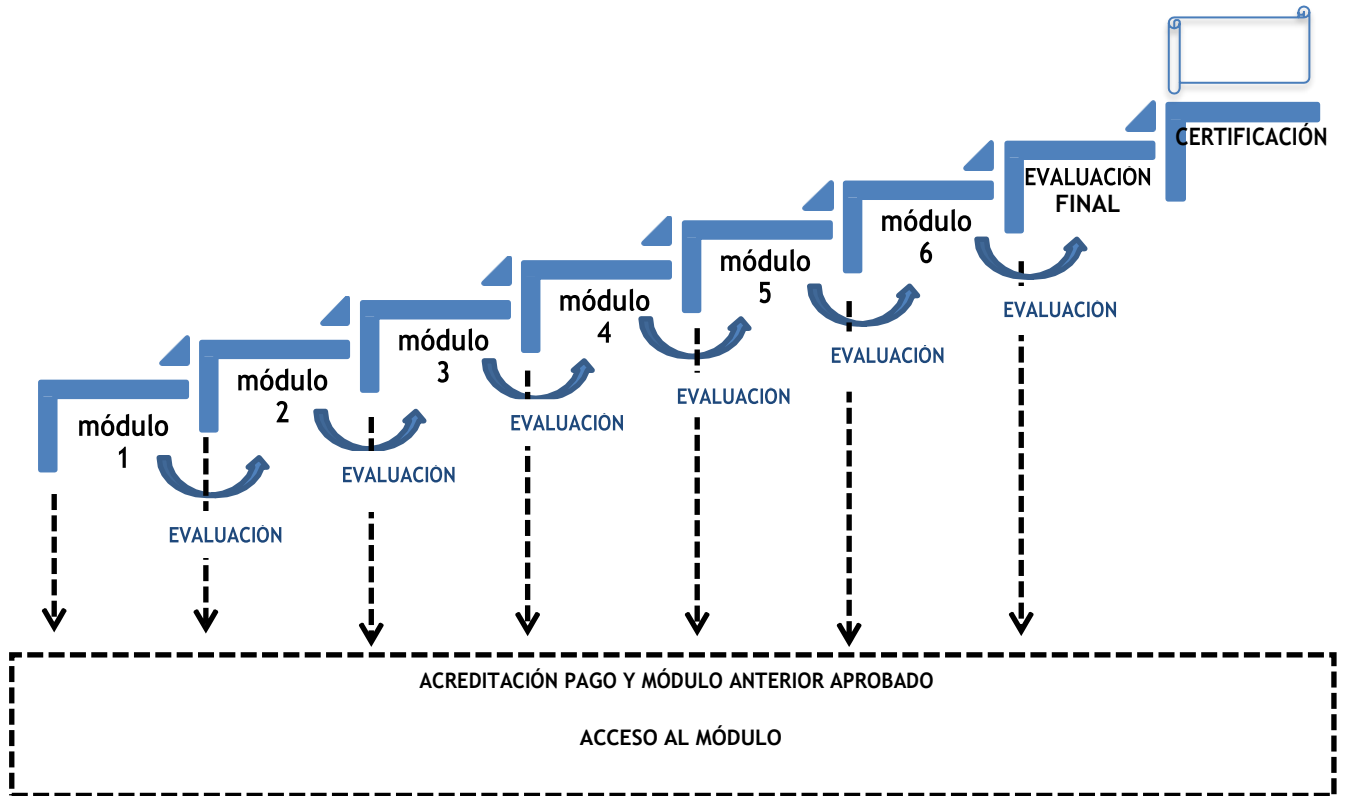 CERTIFICACIÓN
EVALUACIÓN
FINAL
módulo
6
módulo
5
módulo
4
módulo
3
módulo
2
módulo
1
EVALUACIÓN
EVALUACIÓN
EVALUACIÓN
EVALUACIÓN
EVALUACIÓN
EVALUACIÓN
ACREDITACIÓN PAGO Y MÓDULO ANTERIOR APROBADO
ACCESO AL MÓDULO